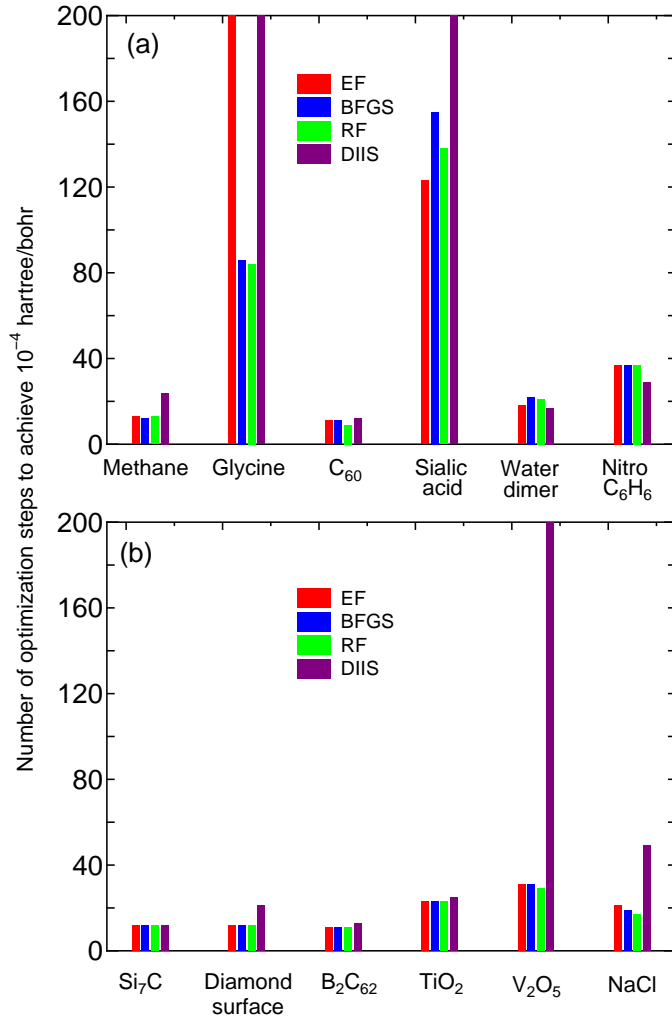 Number of optimization steps to achieve 10⁻⁴ hartree/bohr
(a)
200
160
120
80
40
0
EF
BFGS
RF
DIIS
Methane Glycine C₆₀ Sialic acid Water dimer Nitro C₆H₆
(b)
200
160
120
80
40
0
EF
BFGS
RF
DIIS
Si₇C Diamond surface B₂C₆₂ TiO₂ V₂O₅ NaCl